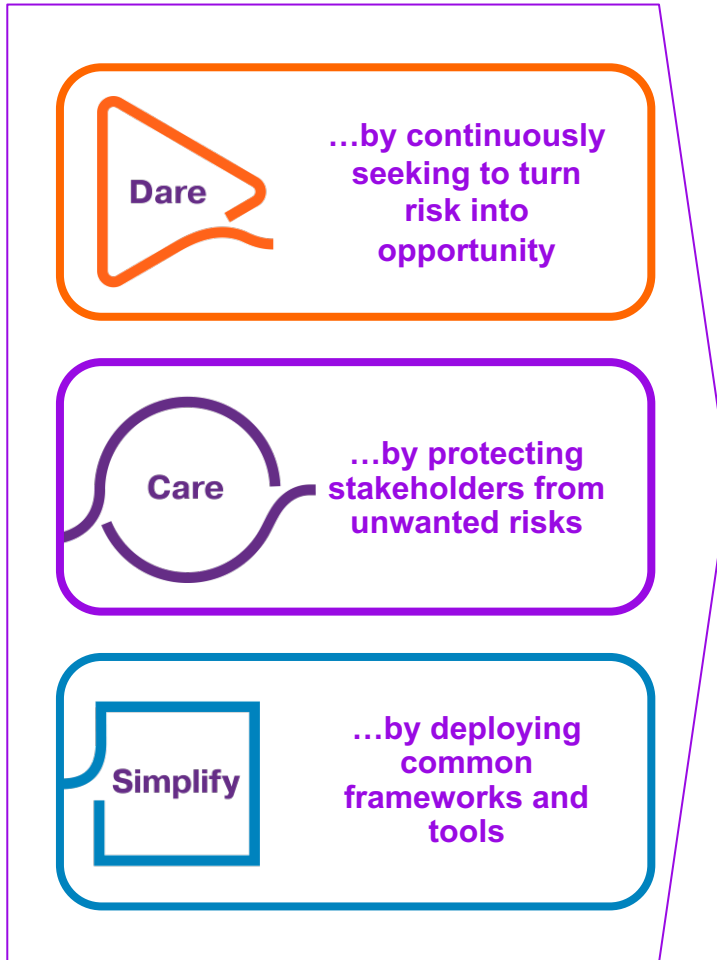 Dare
…by continuously
seeking to turn
risk into
opportunity
Care
…by protecting
stakeholders from
unwanted risks
Simplify
…by deploying
common
frameworks and
tools